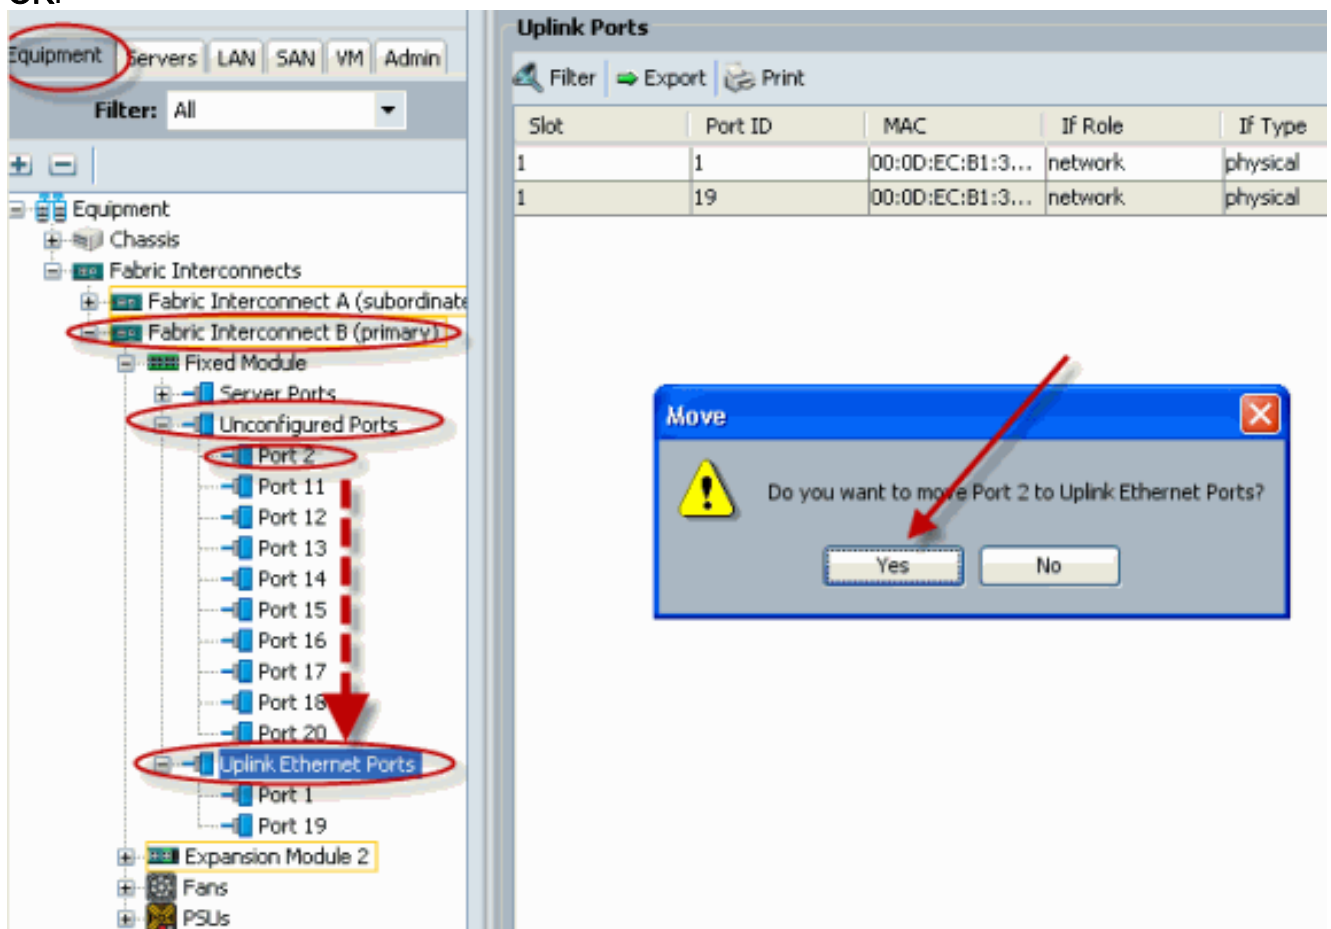 OK.
Equipment Servers LAN SAN VM Admin
Filter: All
Equipment
Chassis
Fabric Interconnects
Fabric Interconnect A (subordinate
Fabric Interconnect B (primary)
Fixed Module
Server Ports
Unconfigured Ports
Port 2
Port 11
Port 12
Port 13
Port 14
Port 15
Port 16
Port 17
Port 18
Port 20
Uplink Ethernet Ports
Port 1
Port 19
Expansion Module 2
Fans
PSUs
Uplink Ports
Filter Export Print
Slot Port ID MAC If Role If Type
1 1 00:0D:EC:B1:3... network physical
1 19 00:0D:EC:B1:3... network physical
Move
Do you want to move Port 2 to Uplink Ethernet Ports?
Yes No